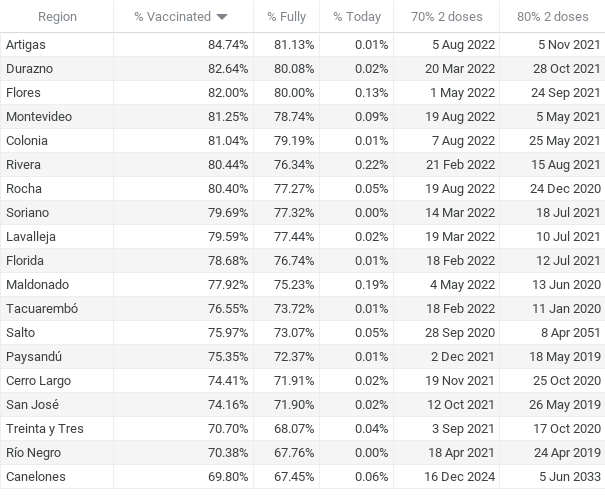 Region % Vaccinated % Fully % Today 70% 2 doses 80% 2 doses
Artigas 84.74% 81.13% 0.01% 5 Aug 2022 5 Nov 2021
Durazno 82.64% 80.08% 0.02% 20 Mar 2022 28 Oct 2021
Flores 82.00% 80.00% 0.13% 1 May 2022 24 Sep 2021
Montevideo 81.25% 78.74% 0.09% 19 Aug 2022 5 May 2021
Colonia 81.04% 79.19% 0.01% 7 Aug 2022 25 May 2021
Rivera 80.44% 76.34% 0.22% 21 Feb 2022 15 Aug 2021
Rocha 80.40% 77.27% 0.05% 19 Aug 2022 24 Dec 2020
Soriano 79.69% 77.32% 0.00% 14 Mar 2022 18 Jul 2021
Lavalleja 79.59% 77.44% 0.02% 19 Mar 2022 10 Jul 2021
Florida 78.68% 76.74% 0.01% 18 Feb 2022 12 Jul 2021
Maldonado 77.92% 75.23% 0.19% 4 May 2022 13 Jun 2020
Tacuarembó 76.55% 73.72% 0.01% 18 Feb 2022 11 Jan 2020
Salto 75.97% 73.07% 0.05% 28 Sep 2020 8 Apr 2051
Paysandú 75.35% 72.37% 0.01% 2 Dec 2021 18 May 2019
Cerro Largo 74.41% 71.91% 0.02% 19 Nov 2021 25 Oct 2020
San José 74.16% 71.90% 0.02% 12 Oct 2021 26 May 2019
Treinta y Tres 70.70% 68.07% 0.04% 3 Sep 2021 17 Oct 2020
Río Negro 70.38% 67.76% 0.00% 18 Apr 2021 24 Apr 2019
Canelones 69.80% 67.45% 0.06% 16 Dec 2024 5 Jun 2033